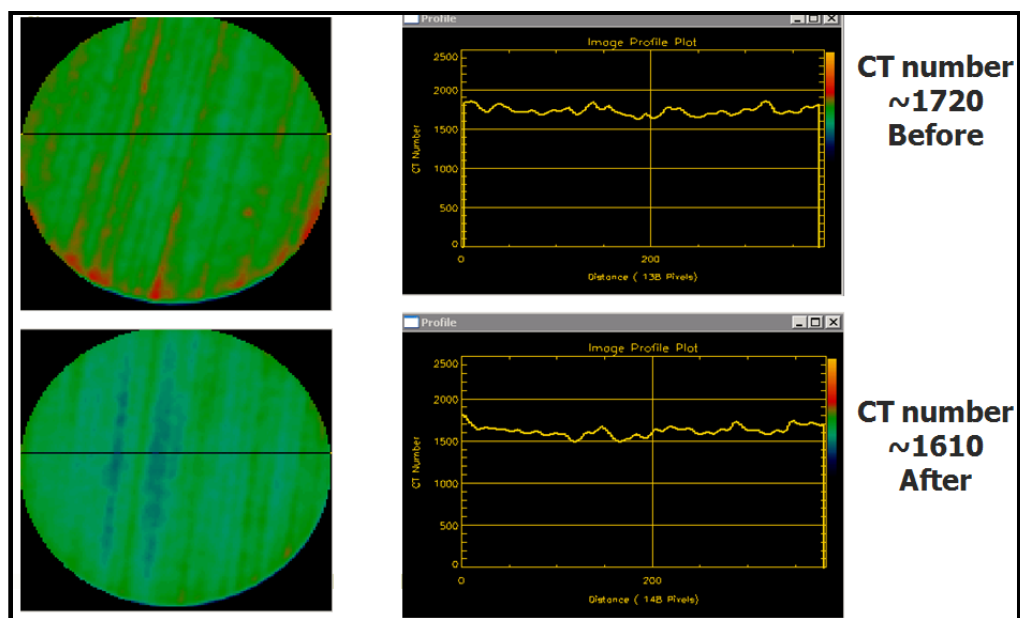 Profile
Image Profile Plot
2500
2000
1500
1000
500
0
CT Number
0
200
Distance ( 138 Pixels)
CT number
~1720
Before
Profile
Image Profile Plot
2500
2000
1500
1000
500
0
CT Number
0
200
Distance ( 148 Pixels)
CT number
~1610
After